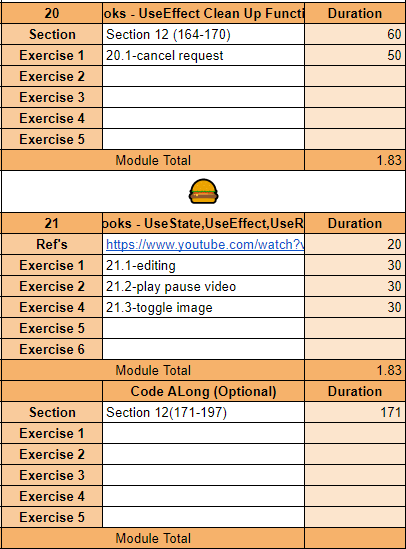 20 ooks - UseEffect Clean Up Functi Duration
Section Section 12 (164-170) 60
Exercise 1 20.1-cancel request 50
Exercise 2
Exercise 3
Exercise 4
Exercise 5
Module Total 1.83
21 ooks - UseState,UseEffect,UseR Duration
Ref's https://www.youtube.com/watch?v 20
Exercise 1 21.1-editing 30
Exercise 2 21.2-play pause video 30
Exercise 4 21.3-toggle image 30
Exercise 5
Exercise 6
Module Total 1.83
Code ALong (Optional) Duration
Section Section 12(171-197) 171
Exercise 1
Exercise 2
Exercise 3
Exercise 4
Exercise 5
Module Total